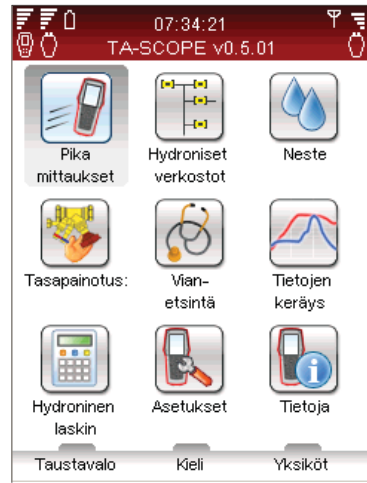 07:34:21
TA-SCOPE v0.5.01
Pika
mittaukset
Hydroniset
verkostot
Neste
Tasapainotus:
Vian-
etsintä
Tietojen
keräys
Hydroninen
laskin
Asetukset
Tietoja
Taustavalo Kieli Yksiköt